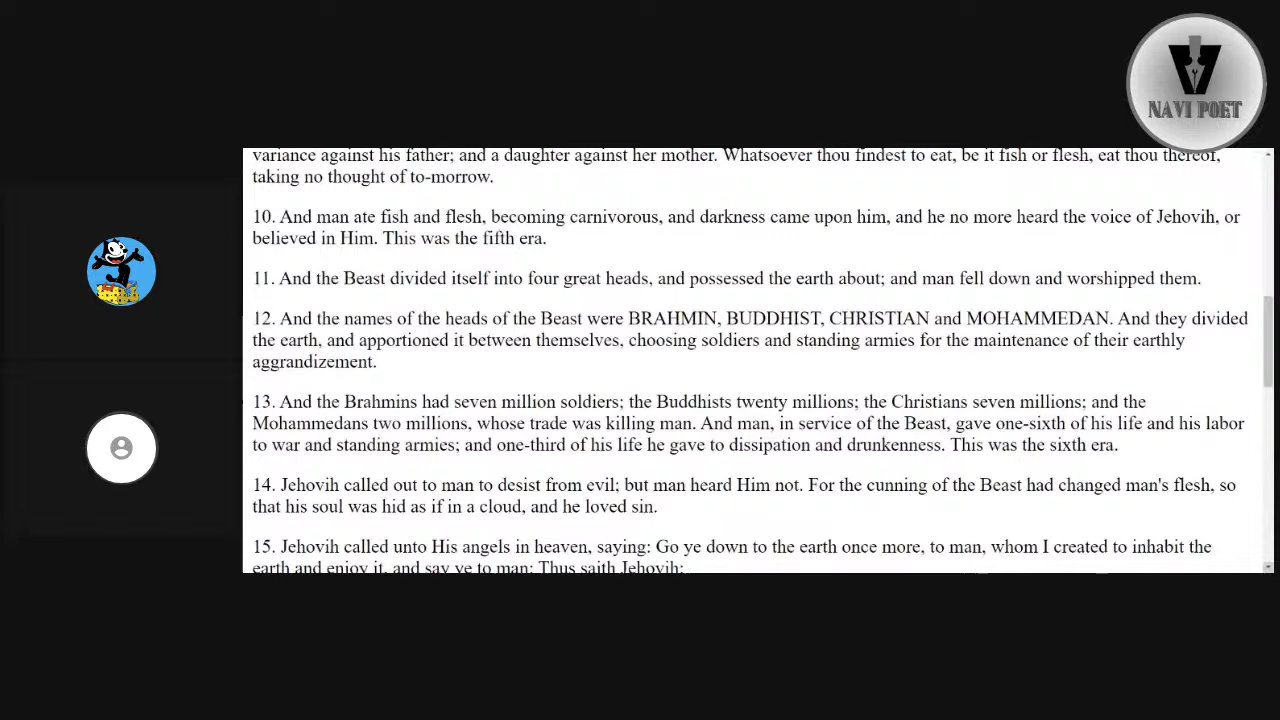 NAVI POET
variance against his father; and a daughter against her mother. Whatsoever thou findest to eat, be it fish or flesh, eat thou thereof,
taking no thought of to-morrow.
10. And man ate fish and flesh, becoming carnivorous, and darkness came upon him, and he no more heard the voice of Jehovih, or
believed in Him. This was the fifth era.
11. And the Beast divided itself into four great heads, and possessed the earth about; and man fell down and worshipped them.
12. And the names of the heads of the Beast were BRAHMIN, BUDDHIST, CHRISTIAN and MOHAMMEDAN. And they divided
the earth, and apportioned it between themselves, choosing soldiers and standing armies for the maintenance of their earthly
aggrandizement.
13. And the Brahmins had seven million soldiers; the Buddhists twenty millions; the Christians seven millions; and the
Mohammedans two millions, whose trade was killing man. And man, in service of the Beast, gave one-sixth of his life and his labor
to war and standing armies; and one-third of his life he gave to dissipation and drunkenness. This was the sixth era.
14. Jehovih called out to man to desist from evil; but man heard Him not. For the cunning of the Beast had changed man's flesh, so
that his soul was hid as if in a cloud, and he loved sin.
15. Jehovih called unto His angels in heaven, saying: Go ye down to the earth once more, to man, whom I created to inhabit the
earth and enjoy it, and say ye to man: Thus saith Jehovih: